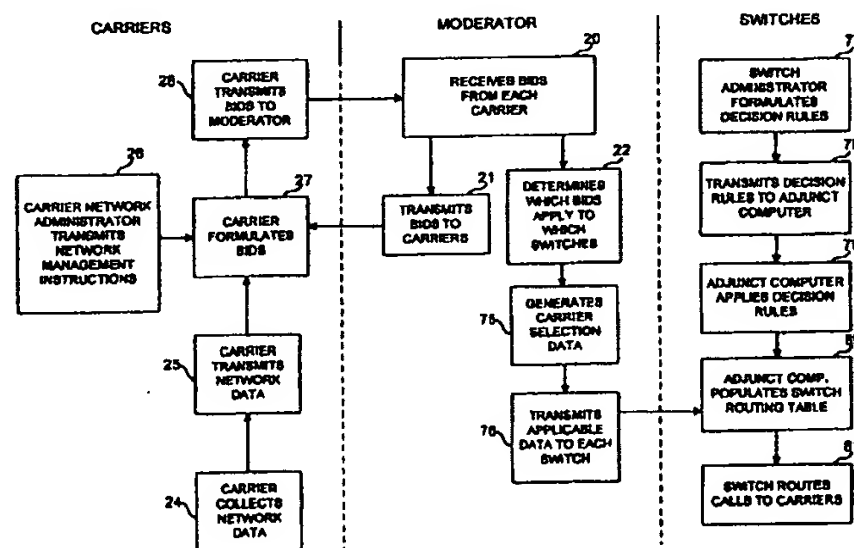 CARRIERS
MODERATOR
SWITCHES
28
CARRIER
TRANSMITS
BIDS TO
MODERATOR
26
CARRIER NETWORK
ADMINISTRATOR
TRANSMITS
NETWORK
MANAGEMENT
INSTRUCTIONS
27
CARRIER
FORMULATES
BIDS
25
CARRIER
TRANSMITS
NETWORK
DATA
24
CARRIER
COLLECTS
NETWORK
DATA
20
RECEIVES BIDS
FROM EACH
CARRIER
21
TRANSMITS
BIDS TO
CARRIERS
22
DETERMINES
WHICH BIDS
APPLY TO
WHICH
SWITCHES
75
GENERATES
CARRIER
SELECTION
DATA
76
TRANSMITS
APPLICABLE
DATA TO EACH
SWITCH
SWITCH
ADMINISTRATOR
FORMULATES
DECISION RULES
TRANSMITS DECISION
RULES TO ADJUNCT
COMPUTER
ADJUNCT COMPUTER
APPLIES DECISION
RULES
ADJUNCT COMP.
POPULATES SWITCH
ROUTING TABLE
SWITCH ROUTES
CALLS TO CARRIERS